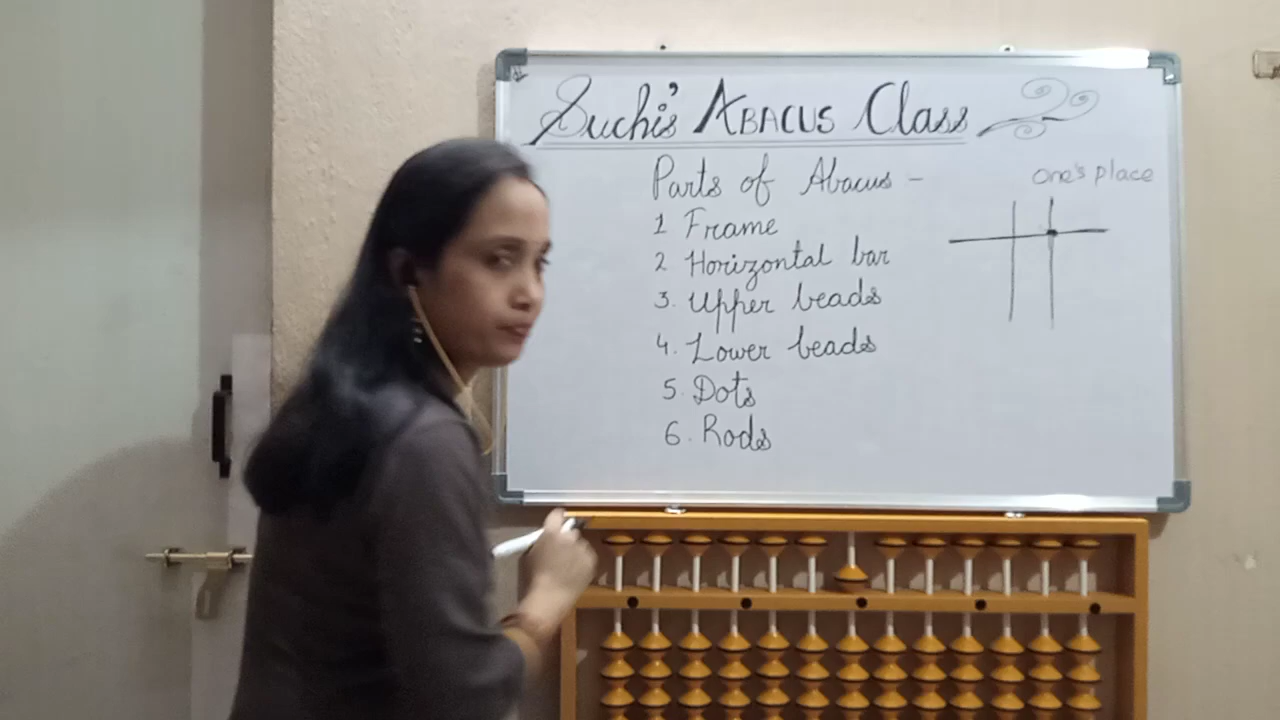 Suchi's ABACUS Class
Parts of Abacus -
one's place
1 Frame
2 Horizontal bar
3. Upper beads
4. Lower beads
5. Dots
6. Rods